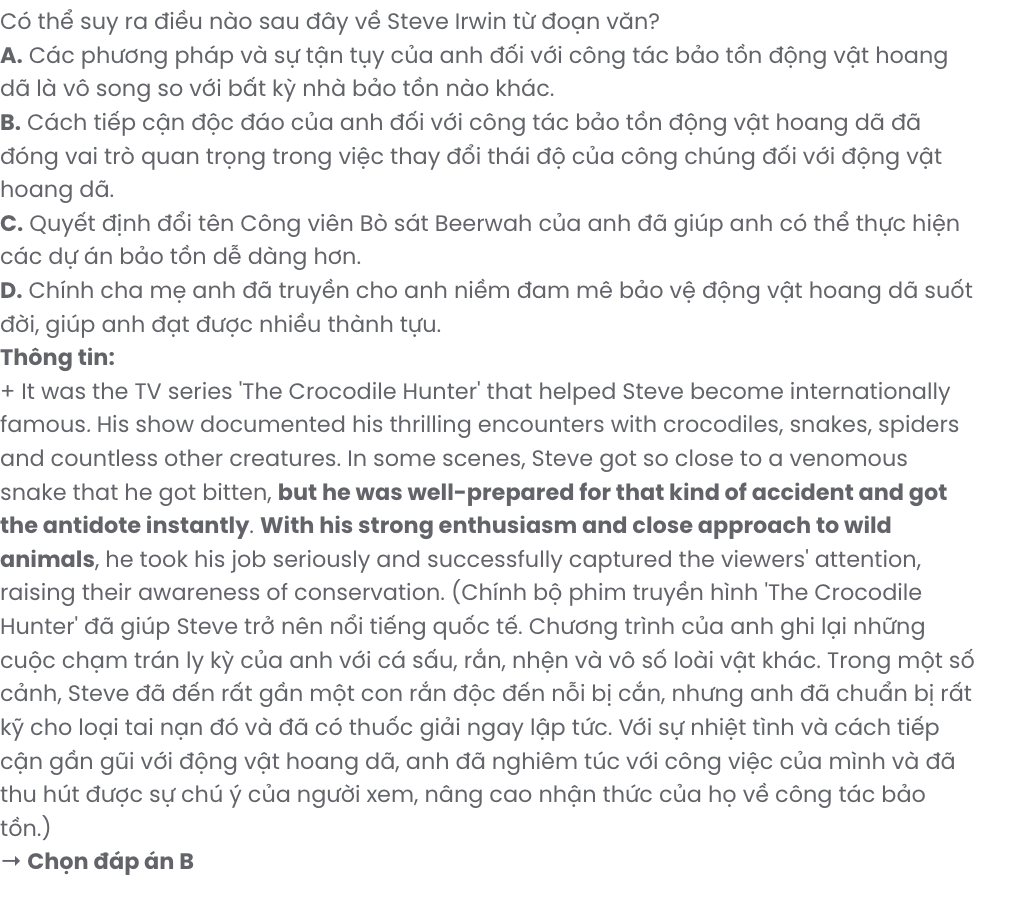 Có thể suy ra điều nào sau đây về Steve Irwin từ đoạn văn?
A. Các phương pháp và sự tận tụy của anh đối với công tác bảo tồn động vật hoang
dã là vô song so với bất kỳ nhà bảo tồn nào khác.
B. Cách tiếp cận độc đáo của anh đối với công tác bảo tồn động vật hoang dã đã
đóng vai trò quan trọng trong việc thay đổi thái độ của công chúng đối với động vật
hoang dã.
C. Quyết định đổi tên Công viên Bò sát Beerwah của anh đã giúp anh có thể thực hiện
các dự án bảo tồn dễ dàng hơn.
D. Chính cha mẹ anh đã truyền cho anh niềm đam mê bảo vệ động vật hoang dã suốt
đời, giúp anh đạt được nhiều thành tựu.
Thông tin:
+ It was the TV series 'The Crocodile Hunter' that helped Steve become internationally
famous. His show documented his thrilling encounters with crocodiles, snakes, spiders
and countless other creatures. In some scenes, Steve got so close to a venomous
snake that he got bitten, but he was well-prepared for that kind of accident and got
the antidote instantly. With his strong enthusiasm and close approach to wild
animals, he took his job seriously and successfully captured the viewers' attention,
raising their awareness of conservation. (Chính bộ phim truyền hình 'The Crocodile
Hunter' đã giúp Steve trở nên nổi tiếng quốc tế. Chương trình của anh ghi lại những
cuộc chạm trán ly kỳ của anh với cá sấu, rắn, nhện và vô số loài vật khác. Trong một số
cảnh, Steve đã đến rất gần một con rắn độc đến nỗi bị cắn, nhưng anh đã chuẩn bị rất
kỹ cho loại tai nạn đó và đã có thuốc giải ngay lập tức. Với sự nhiệt tình và cách tiếp
cận gần gũi với động vật hoang dã, anh đã nghiêm túc với công việc của mình và đã
thu hút được sự chú ý của người xem, nâng cao nhận thức của họ về công tác bảo
tồn.)
→ Chọn đáp án B